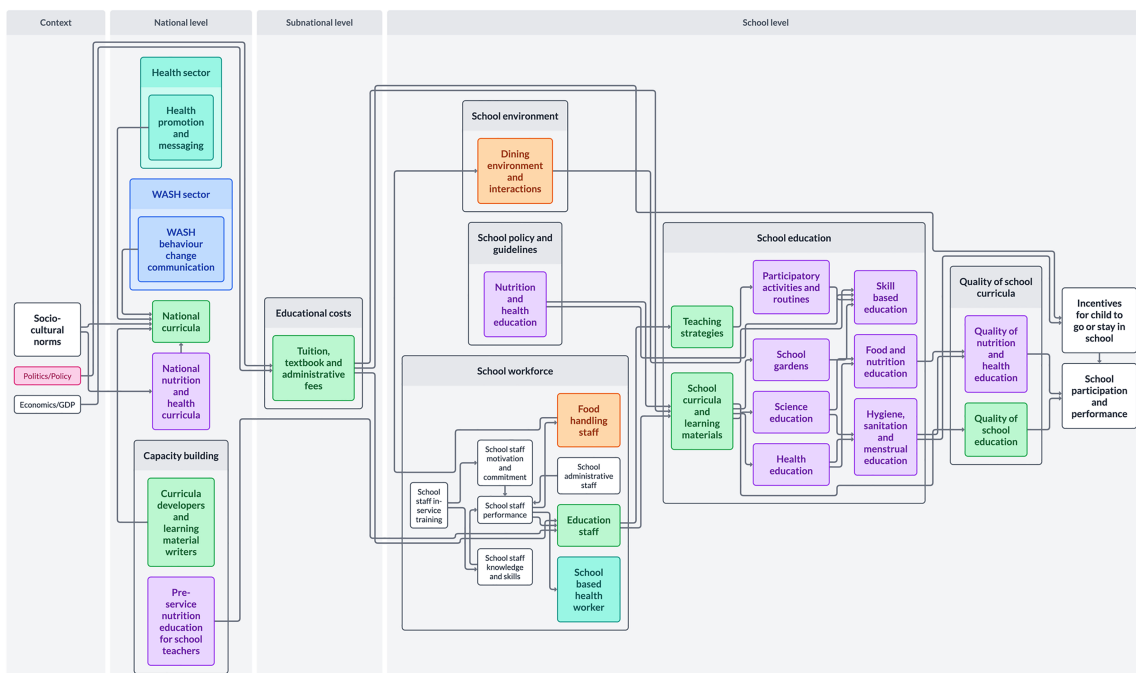 Context
National level
Subnational level
School level
Health sector
Health
promotion
and
messaging
WASH sector
WASH
behaviour
change
communication
Socio-
cultural
norms
Politics/Policy
Economics/GDP
National
curricula
National
nutrition
and
health
curricula
Capacity building
Curricula
developers
and
learning
material
writers
Pre-
service
nutrition
education
for school
teachers
Educational costs
Tuition,
textbook and
administrative
fees
School environment
Dining
environment
and
interactions
School policy and
guidelines
Nutrition
and
health
education
School workforce
Food
handling
staff
School staff
motivation
and
commitment
School
administrative
staff
School
staff in-
service
training
School staff
performance
Education
staff
School staff
knowledge
and skills
School
based
health
worker
School education
Teaching
strategies
School
curricula
and
learning
materials
Participatory
activities and
routines
School
gardens
Science
education
Health
education
Skill
based
education
Food and
nutrition
education
Hygiene,
sanitation
and
menstrual
education
Quality of school
curricula
Quality of
nutrition
and
health
education
Quality of
school
education
Incentives
for child to
go or stay in
school
School
participation
and
performance